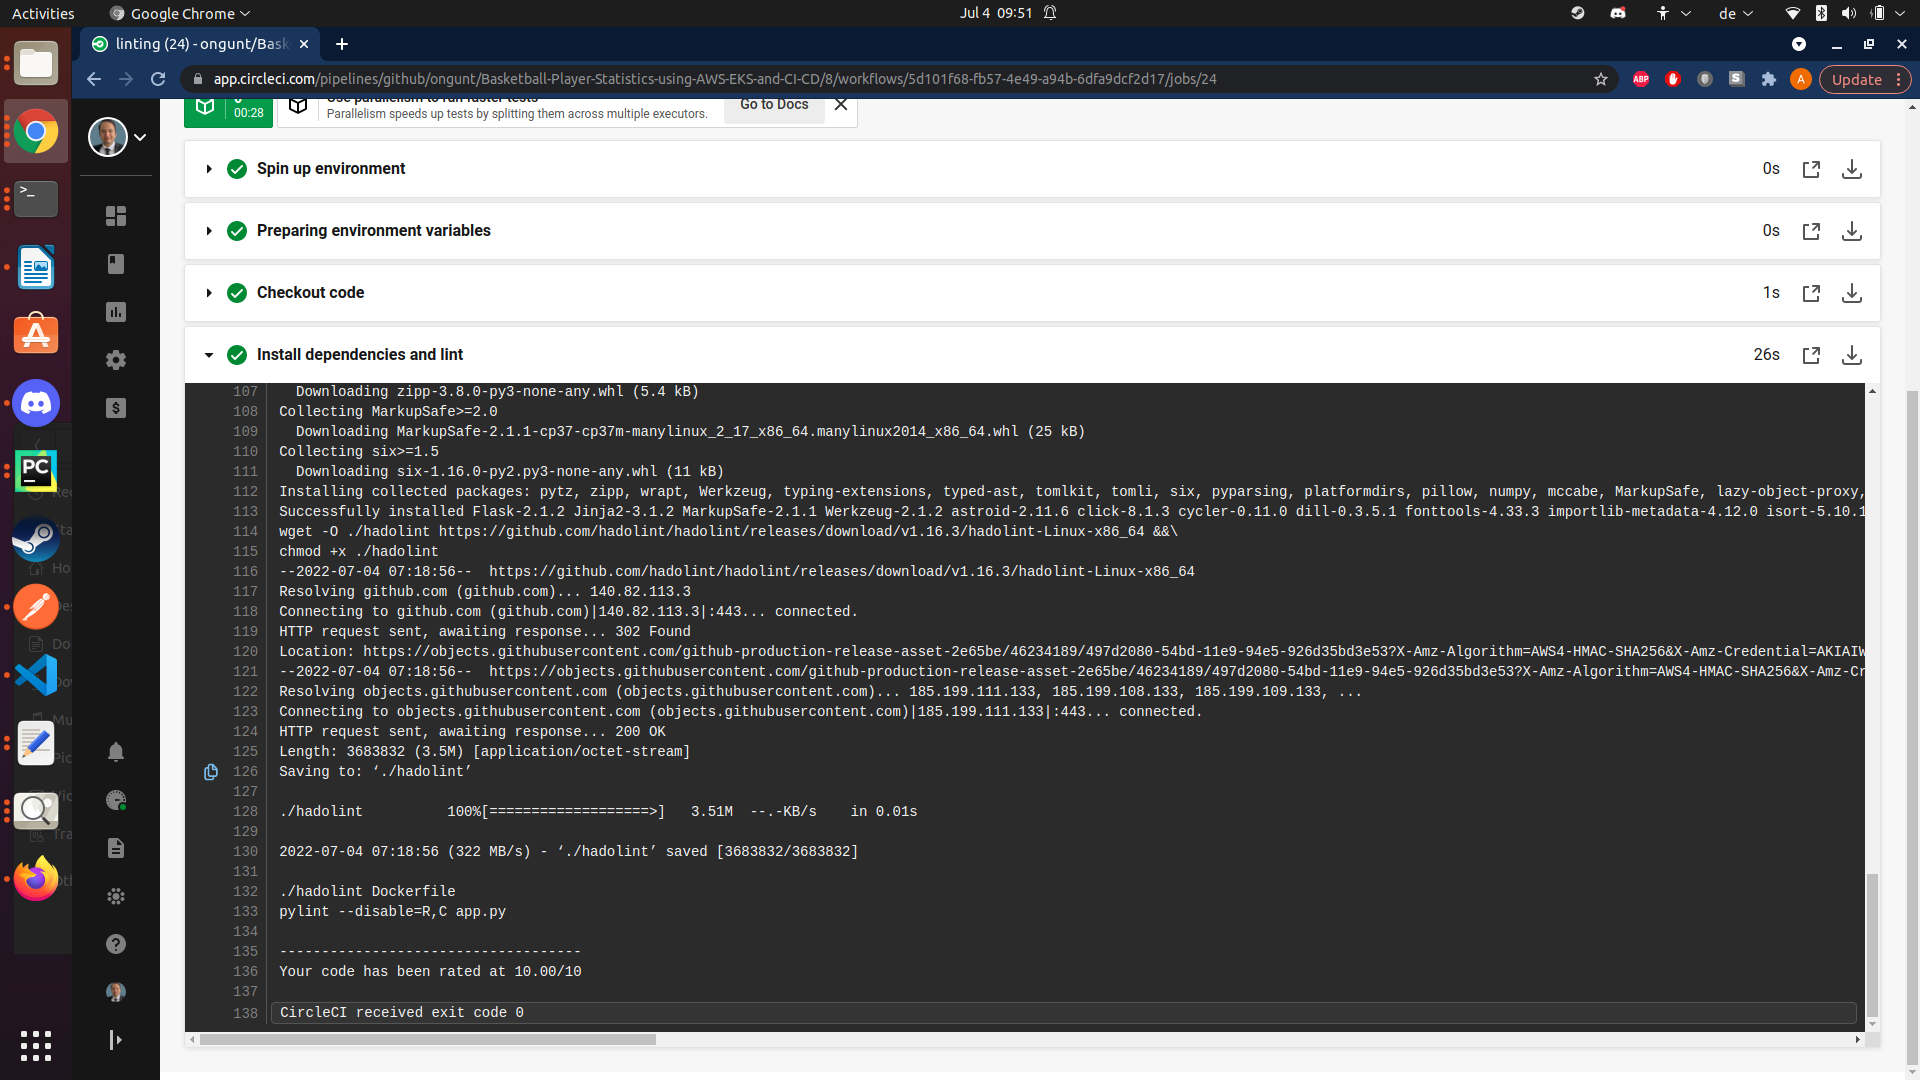 Activities
Google Chrome
Jul 4 09:51
de
linting (24) - ongunt/Bask
app.circleci.com/pipelines/github/ongunt/Basketball-Player-Statistics-using-AWS-EKS-and-CI-CD/8/workflows/5d101f68-fb57-4e49-a94b-6dfa9dcf2d17/jobs/24
ABP
S
A
Update
00:28
Use parallelism to run faster tests
Parallelism speeds up tests by splitting them across multiple executors.
Go to Docs
Spin up environment
0s
Preparing environment variables
0s
Checkout code
1s
Install dependencies and lint
26s
107 Downloading zipp-3.8.0-py3-none-any.whl (5.4 kB)
108 Collecting MarkupSafe>=2.0
109 Downloading MarkupSafe-2.1.1-cp37-cp37m-manylinux_2_17_x86_64.manylinux2014_x86_64.whl (25 kB)
110 Collecting six>=1.5
111 Downloading six-1.16.0-py2.py3-none-any.whl (11 kB)
112 Installing collected packages: pytz, zipp, wrapt, Werkzeug, typing-extensions, typed-ast, tomlkit, tomli, six, pyparsing, platformdirs, pillow, numpy, mccabe, MarkupSafe, lazy-object-proxy,
113 Successfully installed Flask-2.1.2 Jinja2-3.1.2 MarkupSafe-2.1.1 Werkzeug-2.1.2 astroid-2.11.6 click-8.1.3 cycler-0.11.0 dill-0.3.5.1 fonttools-4.33.3 importlib-metadata-4.12.0 isort-5.10.1
114 wget -O ./hadolint https://github.com/hadolint/hadolint/releases/download/v1.16.3/hadolint-Linux-x86_64 &&\
115 chmod +x ./hadolint
116 --2022-07-04 07:18:56--  https://github.com/hadolint/hadolint/releases/download/v1.16.3/hadolint-Linux-x86_64
117 Resolving github.com (github.com)... 140.82.113.3
118 Connecting to github.com (github.com)|140.82.113.3|:443... connected.
119 HTTP request sent, awaiting response... 302 Found
120 Location: https://objects.githubusercontent.com/github-production-release-asset-2e65be/46234189/497d2080-54bd-11e9-94e5-926d35bd3e53?X-Amz-Algorithm=AWS4-HMAC-SHA256&X-Amz-Credential=AKIAIW
121 --2022-07-04 07:18:56--  https://objects.githubusercontent.com/github-production-release-asset-2e65be/46234189/497d2080-54bd-11e9-94e5-926d35bd3e53?X-Amz-Algorithm=AWS4-HMAC-SHA256&X-Amz-Cr
122 Resolving objects.githubusercontent.com (objects.githubusercontent.com)... 185.199.111.133, 185.199.108.133, 185.199.109.133, ...
123 Connecting to objects.githubusercontent.com (objects.githubusercontent.com)|185.199.111.133|:443... connected.
124 HTTP request sent, awaiting response... 200 OK
125 Length: 3683832 (3.5M) [application/octet-stream]
126 Saving to: ‘./hadolint’
127
128 ./hadolint          100%[===================>]   3.51M  --.-KB/s    in 0.01s
129
130 2022-07-04 07:18:56 (322 MB/s) - ‘./hadolint’ saved [3683832/3683832]
131
132 ./hadolint Dockerfile
133 pylint --disable=R,C app.py
134
135 ------------------------------------
136 Your code has been rated at 10.00/10
137
138 CircleCI received exit code 0